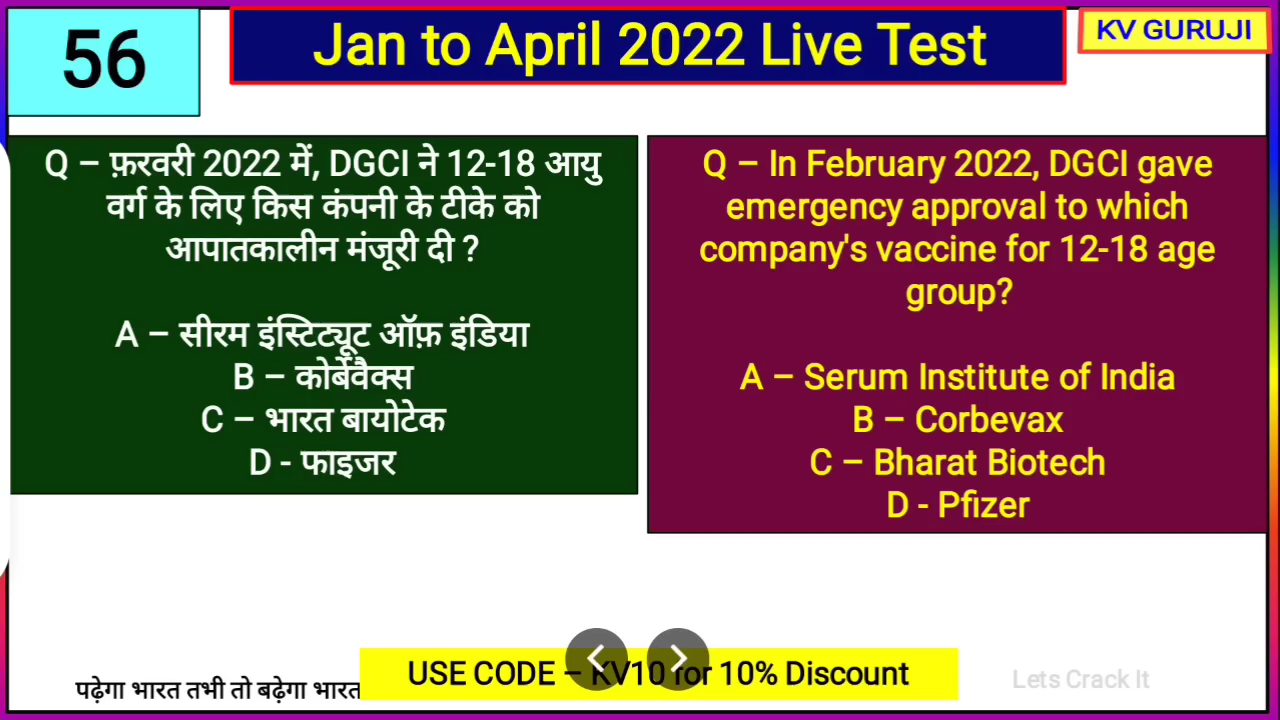 56
Jan to April 2022 Live Test
KV GURUJI
Q – फ़रवरी 2022 में, DGCI ने 12-18 आयु
वर्ग के लिए किस कंपनी के टीके को
आपातकालीन मंजूरी दी ?
A – सीरम इंस्टिट्यूट ऑफ़ इंडिया
B – कोर्बेवैक्स
C – भारत बायोटेक
D - फाइजर
Q – In February 2022, DGCI gave
emergency approval to which
company's vaccine for 12-18 age
group?
A – Serum Institute of India
B – Corbevax
C – Bharat Biotech
D - Pfizer
पढ़ेगा भारत तभी तो बढ़ेगा भारत
USE CODE – KV10 for 10% Discount
Lets Crack It